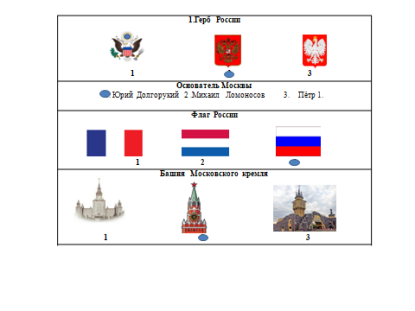 1.Герб России
1 3
Основатель Москвы
Юрий Долгорукий 2 Михаил Ломоносов 3. Пётр 1.
Флаг России
1 2
Башня Московского кремля
1 3